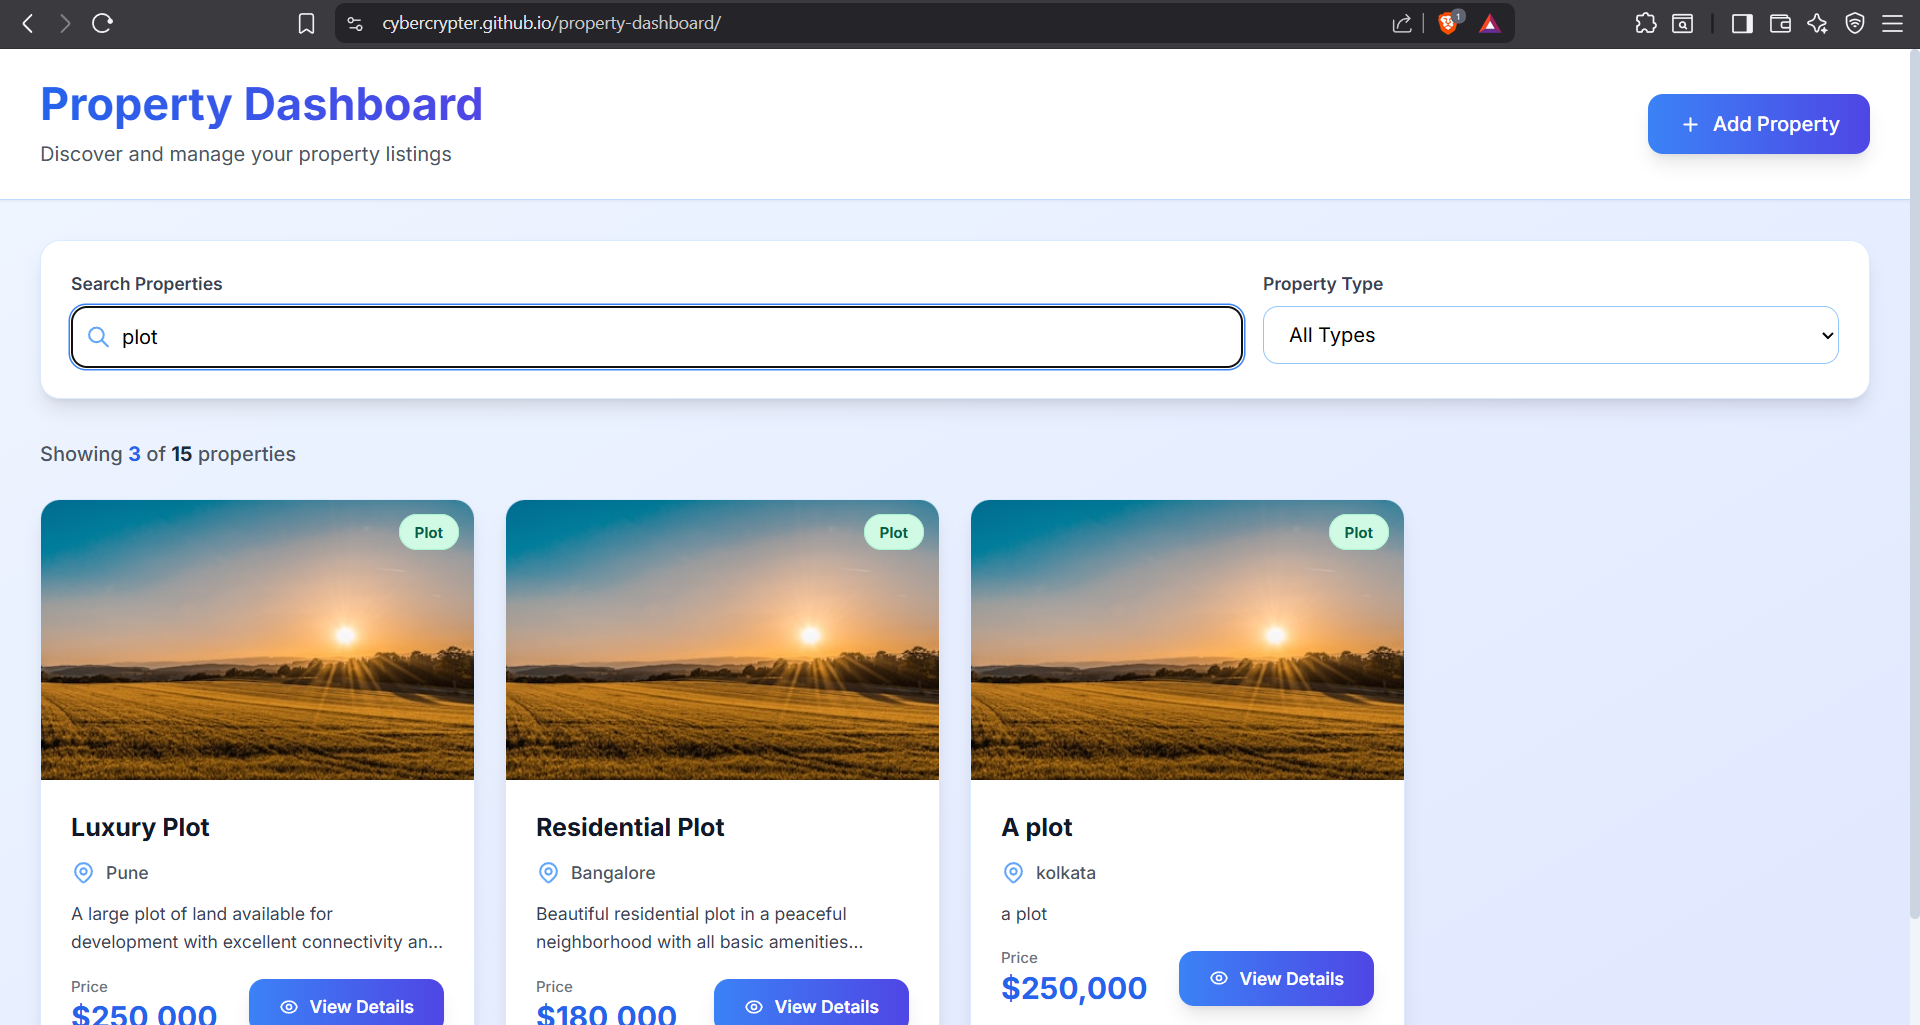 cybercrypter.github.io/property-dashboard/
1
Property Dashboard
Discover and manage your property listings
+ Add Property
Search Properties
plot
Property Type
All Types
Showing 3 of 15 properties
Plot
Luxury Plot
Pune
A large plot of land available for
development with excellent connectivity an...
Price
$250,000
View Details
Plot
Residential Plot
Bangalore
Beautiful residential plot in a peaceful
neighborhood with all basic amenities...
Price
$180,000
View Details
Plot
A plot
kolkata
a plot
Price
$250,000
View Details